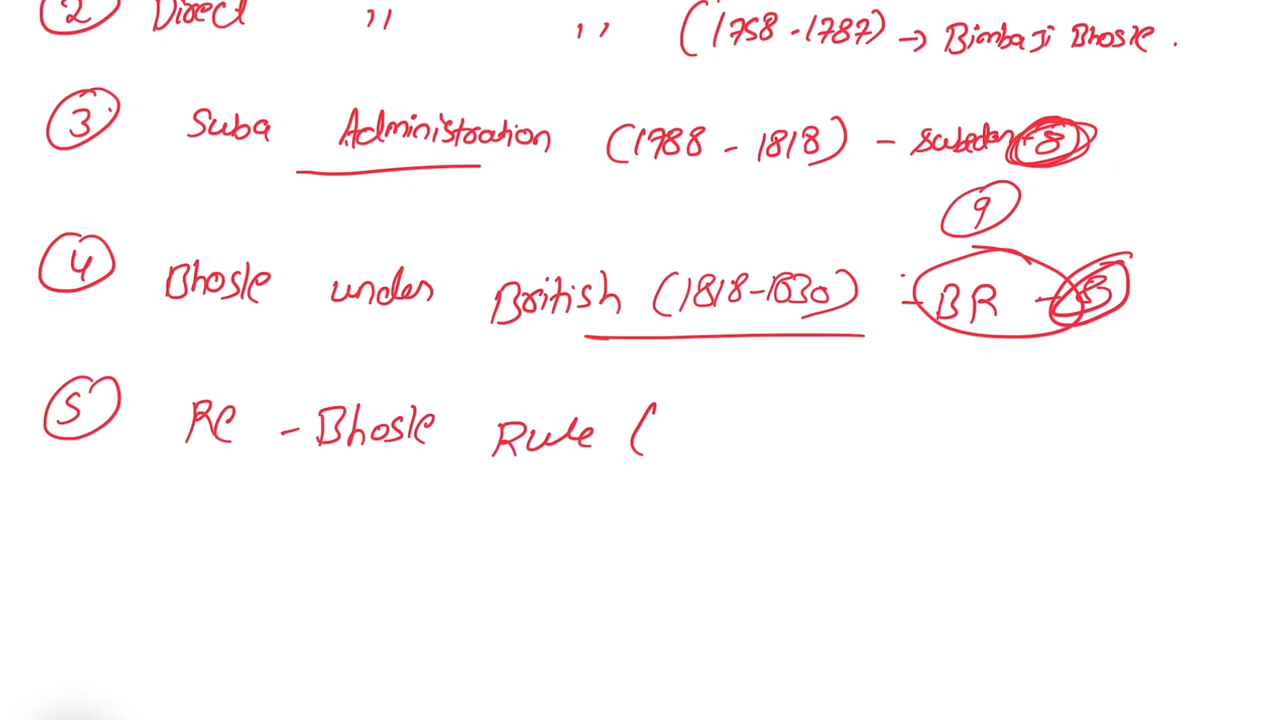 ② Direct ,, ,, (1758-1787) → Bimbaji Bhosle.
③ Suba Administration (1788 - 1818) - Subedar - 8
9
④ Bhosle under British (1818-1830) - BR - 8
⑤ Re - Bhosle Rule (